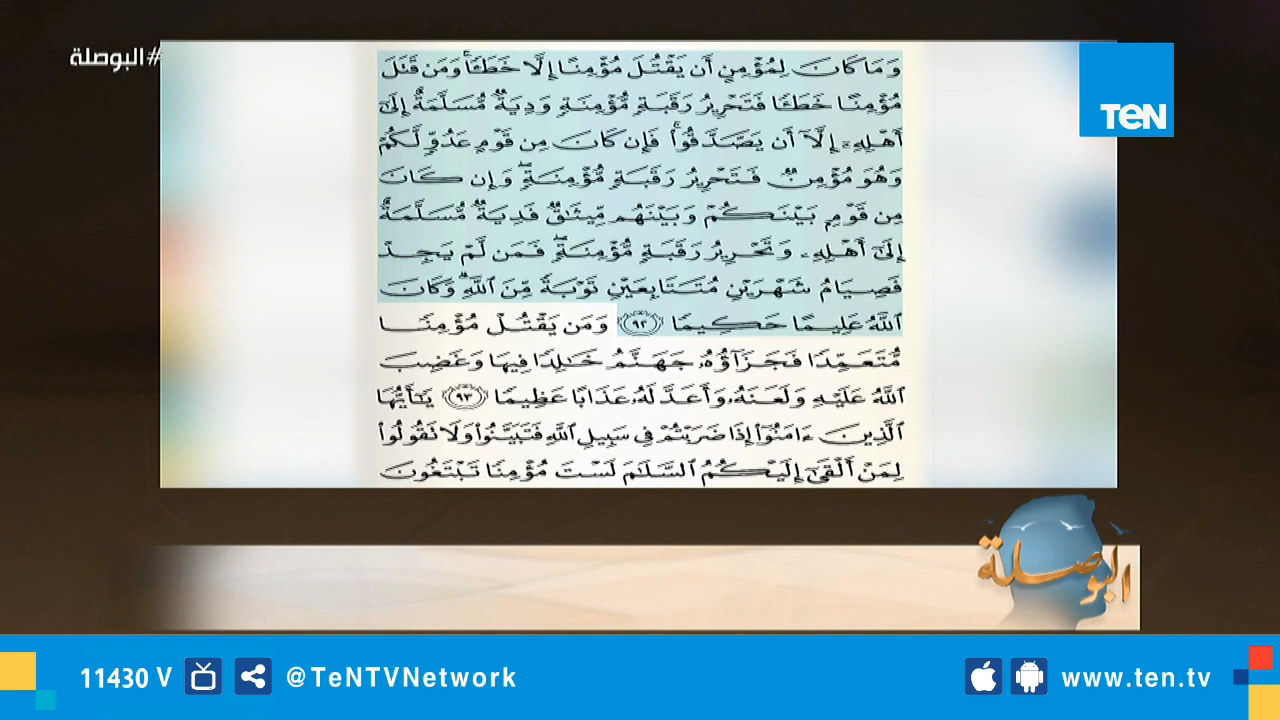 #البوصلة
TEN
وَمَا كَانَ لِمُؤْمِنٍ أَن يَقْتُلَ مُؤْمِنًا إِلَّا خَطَـًٔا ۚ وَمَن قَتَلَ
مُؤْمِنًا خَطَـًٔا فَتَحْرِيرُ رَقَبَةٍ مُّؤْمِنَةٍ وَدِيَةٌ مُّسَلَّمَةٌ إِلَىٰٓ
أَهْلِهِۦٓ إِلَّآ أَن يَصَّدَّقُوا۟ ۚ فَإِن كَانَ مِن قَوْمٍ عَدُوٍّ لَّكُمْ
وَهُوَ مُؤْمِنٌ فَتَحْرِيرُ رَقَبَةٍ مُّؤْمِنَةٍ ۖ وَإِن كَانَ
مِن قَوْمٍۭ بَيْنَكُمْ وَبَيْنَهُم مِّيثَـٰقٌ فَدِيَةٌ مُّسَلَّمَةٌ
إِلَىٰٓ أَهْلِهِۦ وَتَحْرِيرُ رَقَبَةٍ مُّؤْمِنَةٍ ۖ فَمَن لَّمْ يَجِدْ
فَصِيَامُ شَهْرَيْنِ مُتَتَابِعَيْنِ تَوْبَةً مِّنَ ٱللَّهِ ۗ وَكَانَ
ٱللَّهُ عَلِيمًا حَكِيمًا ٩٢ وَمَن يَقْتُلْ مُؤْمِنًا
مُّتَعَمِّدًا فَجَزَآؤُهُۥ جَهَنَّمُ خَـٰلِدًا فِيهَا وَغَضِبَ
ٱللَّهُ عَلَيْهِ وَلَعَنَهُۥ وَأَعَدَّ لَهُۥ عَذَابًا عَظِيمًا ٩٣ يَـٰٓأَيُّهَا
ٱلَّذِينَ ءَامَنُوٓا۟ إِذَا ضَرَبْتُمْ فِى سَبِيلِ ٱللَّهِ فَتَبَيَّنُوا۟ وَلَا تَقُولُوا۟
لِمَنْ أَلْقَىٰٓ إِلَيْكُمُ ٱلسَّلَـٰمَ لَسْتَ مُؤْمِنًا تَبْتَغُونَ
البوصلة
11430 V @TeNTVNetwork www.ten.tv